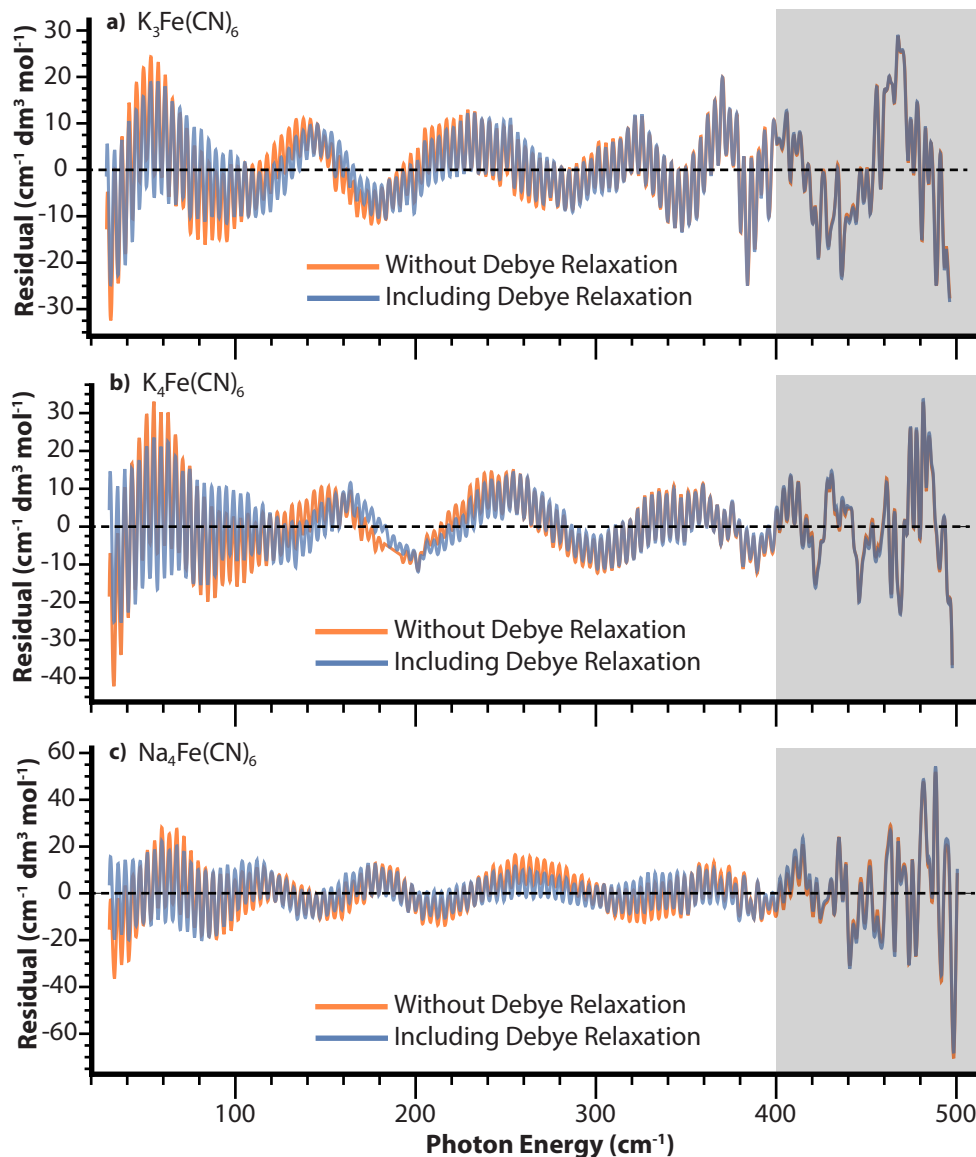 a) K₃Fe(CN)₆
Residual (cm⁻¹ dm³ mol⁻¹)
30
20
10
0
-10
-20
-30
Without Debye Relaxation
Including Debye Relaxation
b) K₄Fe(CN)₆
Residual (cm⁻¹ dm³ mol⁻¹)
30
20
10
0
-10
-20
-30
-40
Without Debye Relaxation
Including Debye Relaxation
c) Na₄Fe(CN)₆
Residual (cm⁻¹ dm³ mol⁻¹)
60
40
20
0
-20
-40
-60
Without Debye Relaxation
Including Debye Relaxation
100 200 300 400 500
Photon Energy (cm⁻¹)